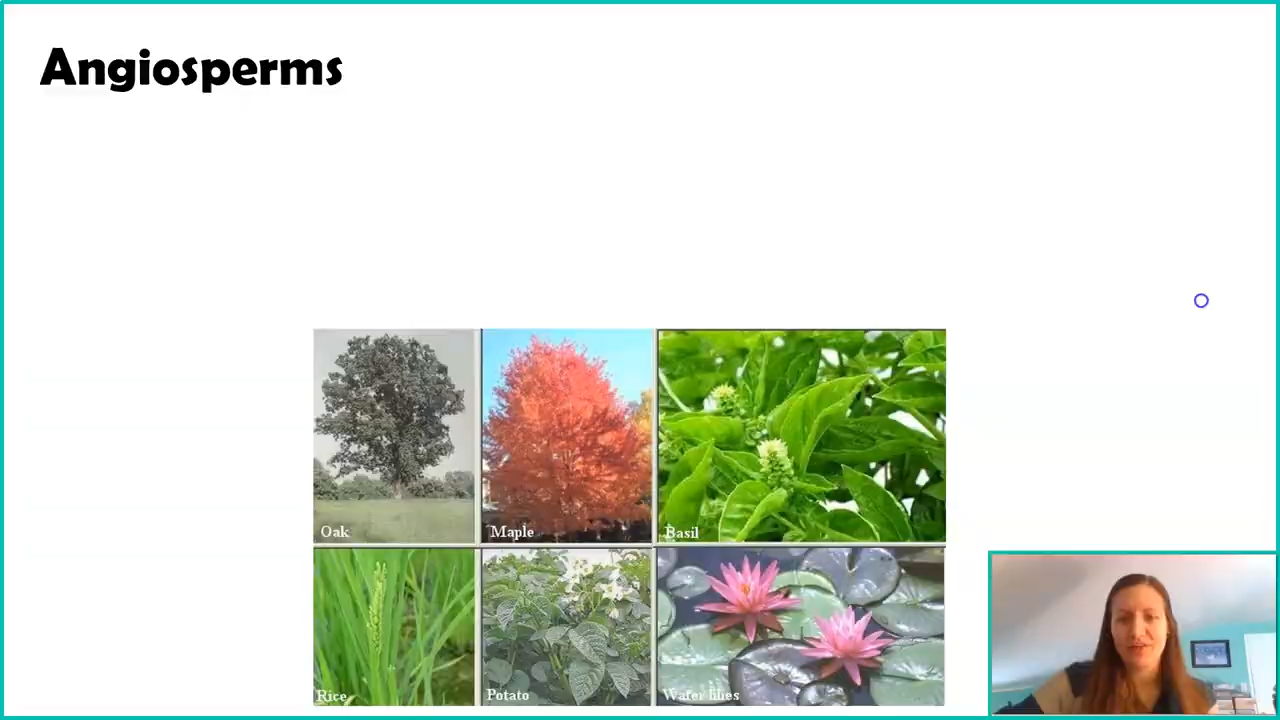 Angiosperms
Oak
Maple
Basil
Rice
Potato
Water lilies